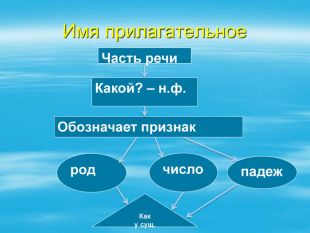 Имя прилагательное
Часть речи
Какой? – н.ф.
Обозначает признак
род
число
падеж
Как
у сущ.